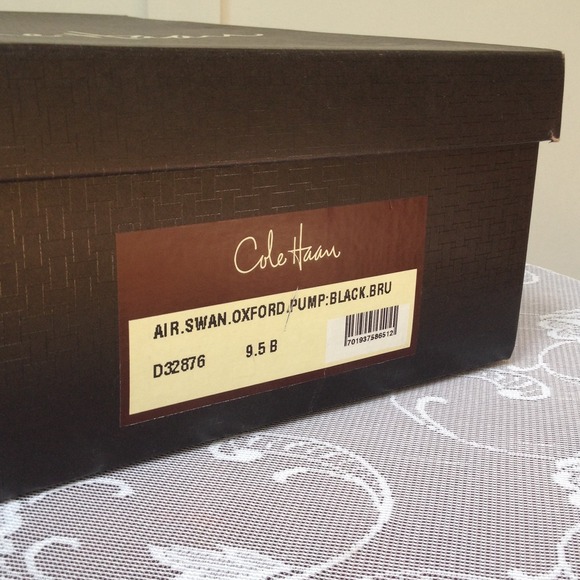 Cole Haan
AIR.SWAN.OXFORD.PUMP:BLACK.BRU
D32876 9.5 B
701937586512